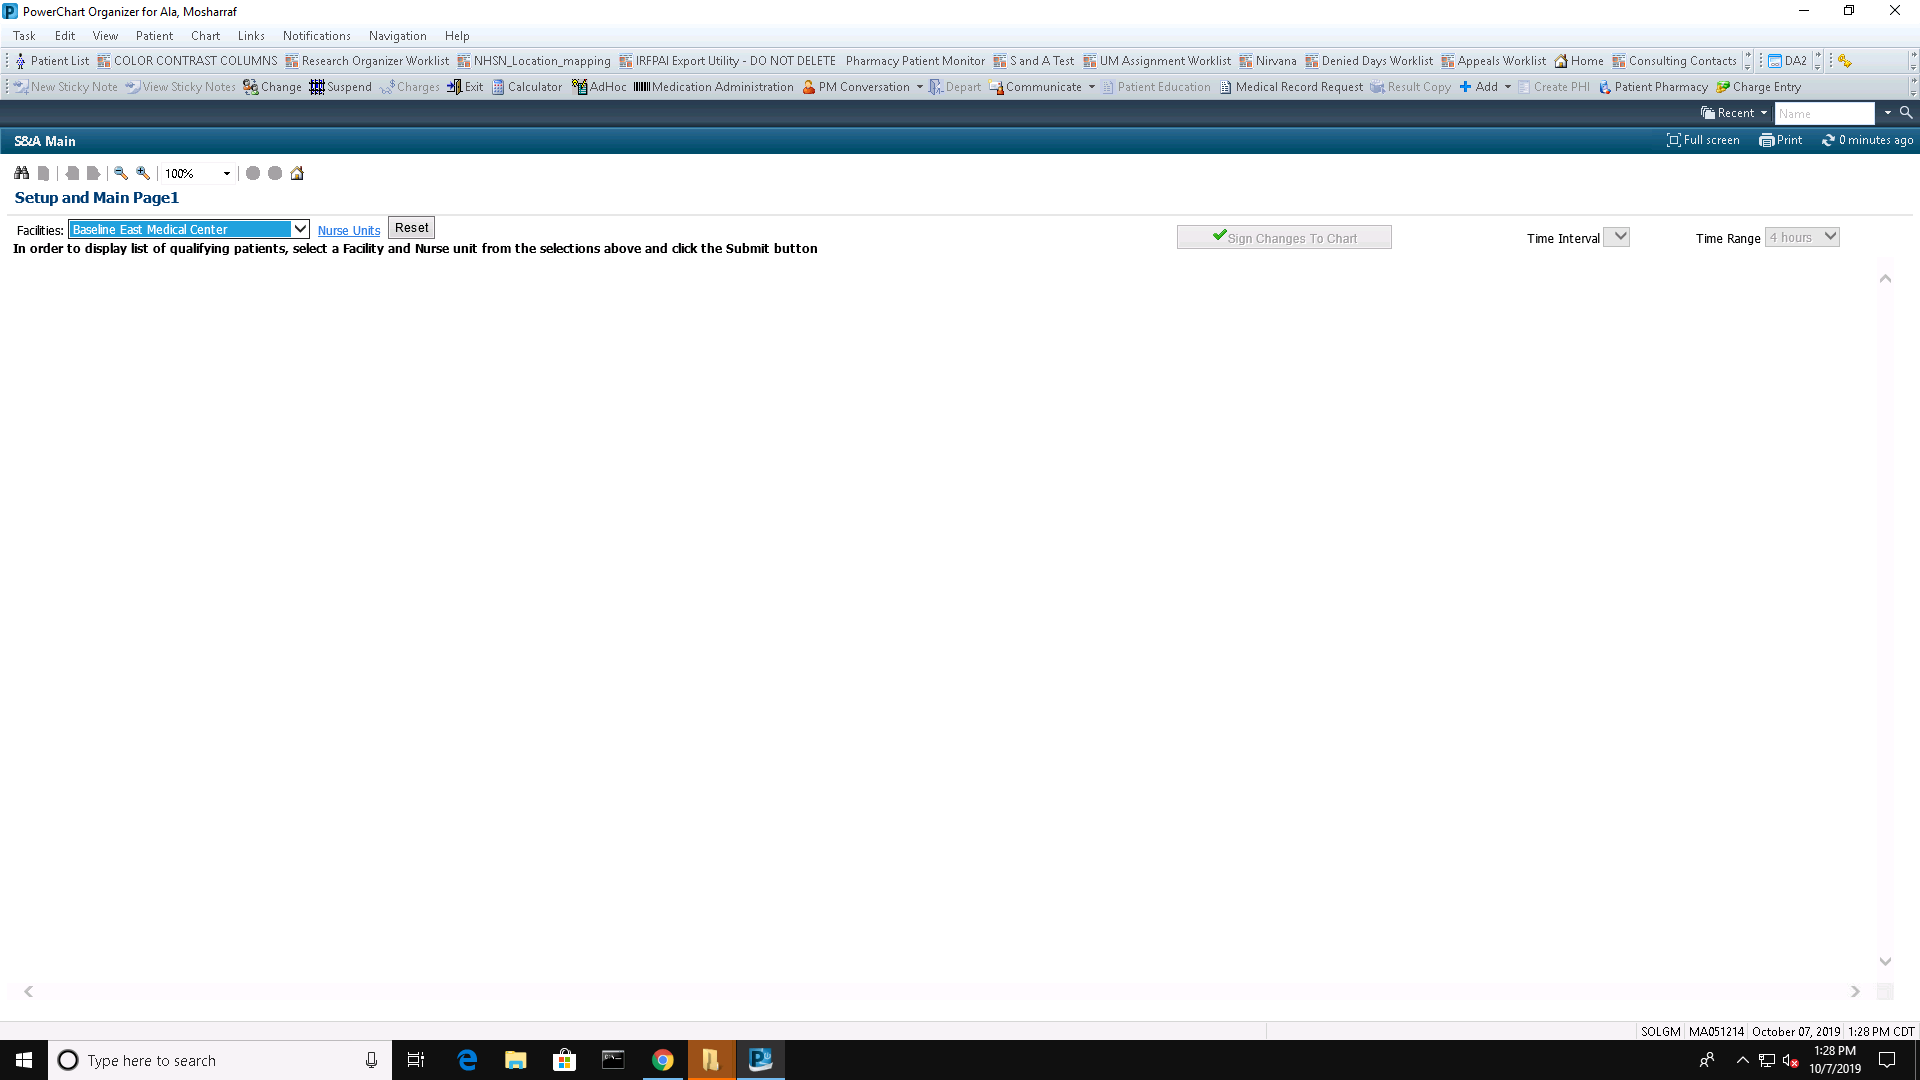 PowerChart Organizer for Ala, Mosharraf
Task Edit View Patient Chart Links Notifications Navigation Help
Patient List COLOR CONTRAST COLUMNS Research Organizer Worklist NHSN_Location_mapping IRFPAI Export Utility - DO NOT DELETE Pharmacy Patient Monitor S and A Test UM Assignment Worklist Nirvana Denied Days Worklist Appeals Worklist Home Consulting Contacts DA2
New Sticky Note View Sticky Notes Change Suspend Charges Exit Calculator AdHoc Medication Administration PM Conversation Depart Communicate Patient Education Medical Record Request Result Copy Add Create PHI Patient Pharmacy Charge Entry
Recent Name
S&A Main Full screen Print 0 minutes ago
100%
Setup and Main Page1
Facilities: Baseline East Medical Center Nurse Units Reset
Sign Changes To Chart Time Interval Time Range 4 hours
In order to display list of qualifying patients, select a Facility and Nurse unit from the selections above and click the Submit button
SOLGM MA051214 October 07, 2019 1:28 PM CDT
Type here to search
1:28 PM
10/7/2019